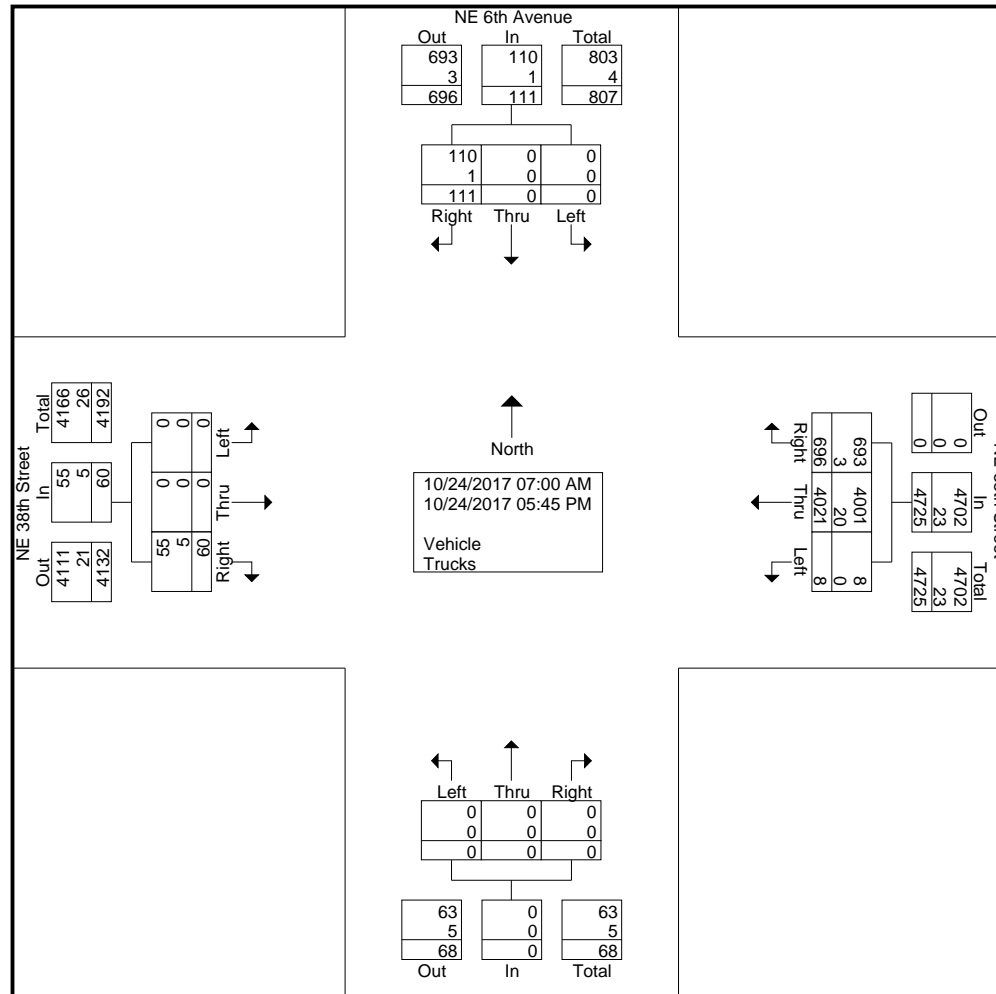 NE 6th Avenue
Out In Total
693 110 803
3 1 4
696 111 807
110 0 0
1 0 0
111 0 0
Right Thru Left
NE 38th Street
Total
4166
26
4192
In
55
5
60
Out
4111
21
4132
Left
0
0
0
Thru
0
0
0
Right
55
5
60
North
10/24/2017 07:00 AM
10/24/2017 05:45 PM
Vehicle
Trucks
Right
693
3
696
Thru
4001
20
4021
Left
8
0
8
Out
0
0
0
In
4702
23
4725
Total
4702
23
4725
Left Thru Right
0 0 0
0 0 0
0 0 0
63 0 63
5 0 5
68 0 68
Out In Total